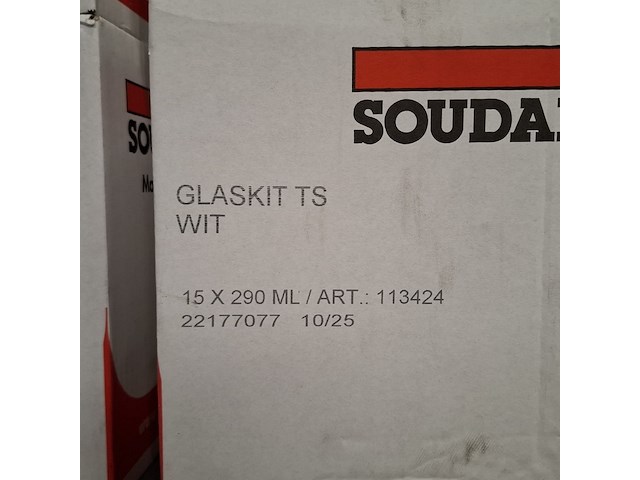 SOUDA
GLASKIT TS
WIT
15 X 290 ML / ART.: 113424
22177077 10/25